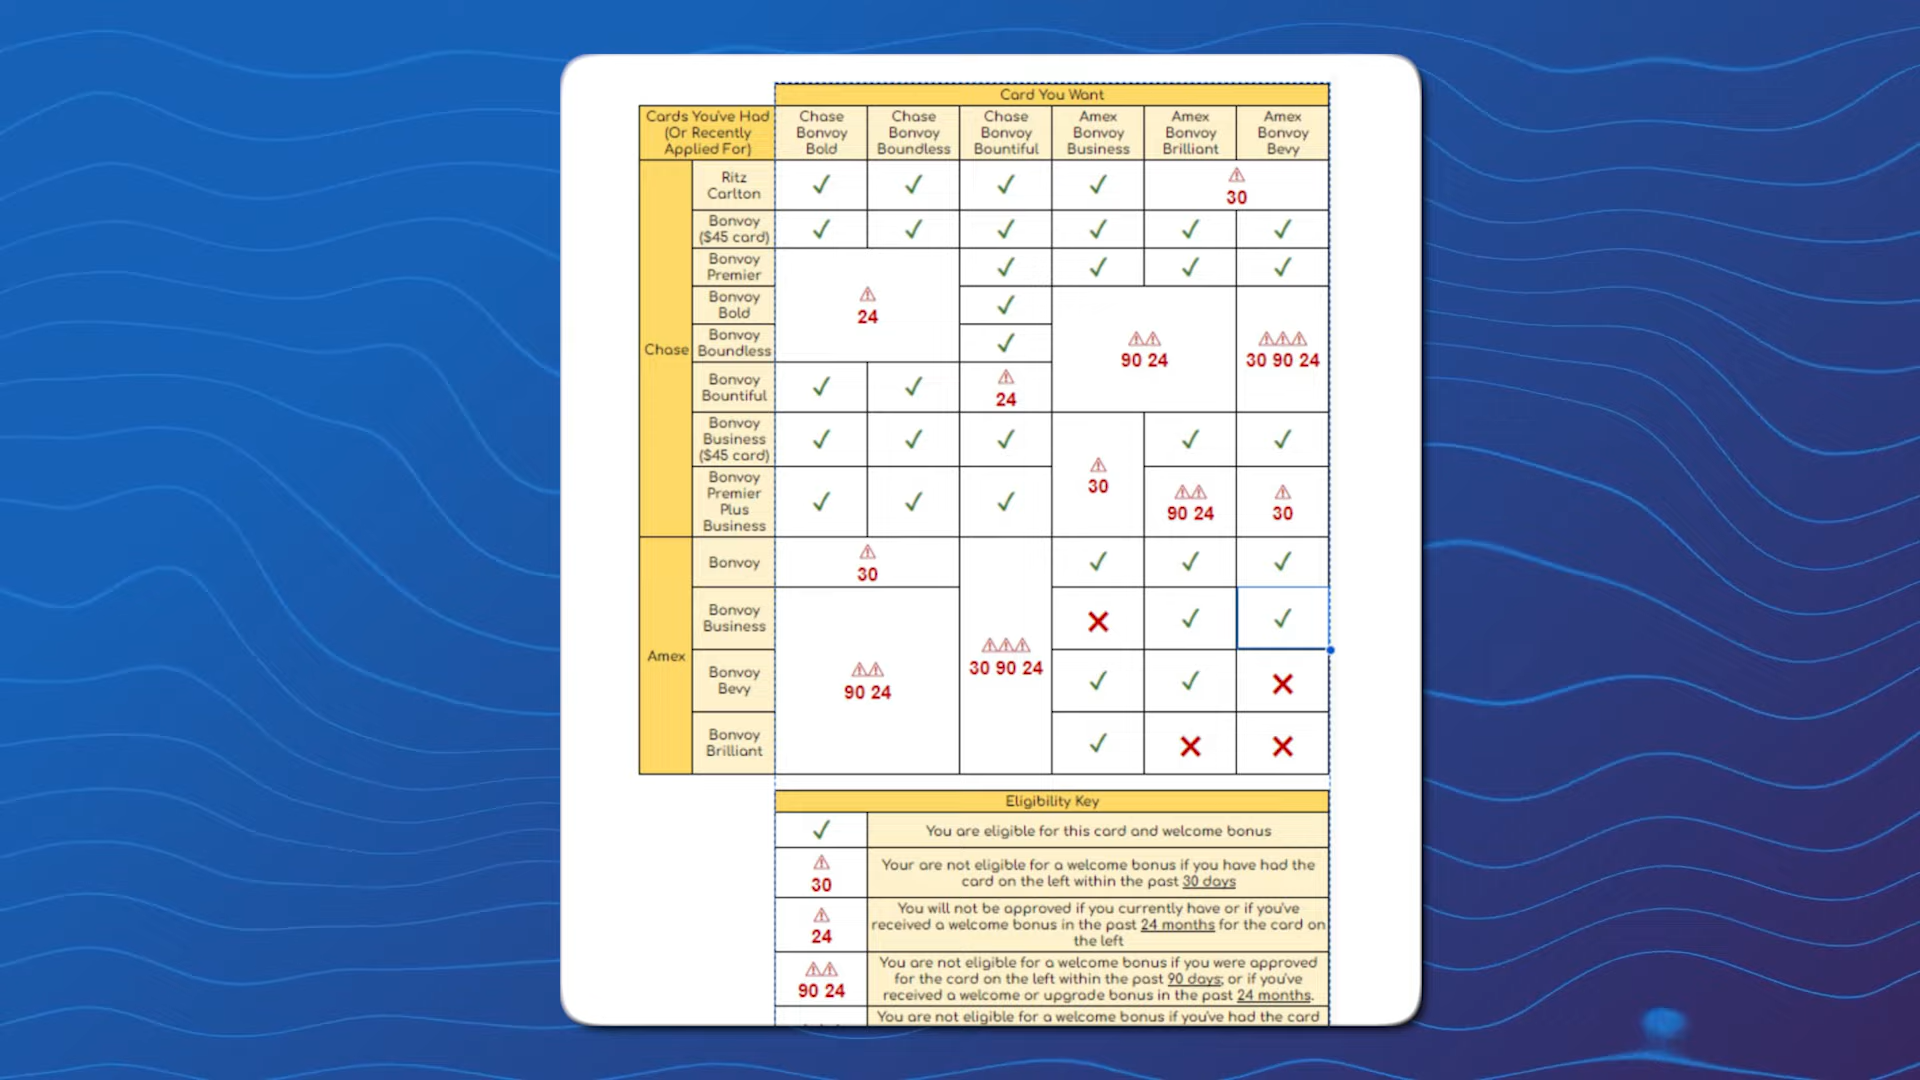 Card You Want
Cards You've Had
(Or Recently
Applied For)
Chase
Bonvoy
Bold
Chase
Bonvoy
Boundless
Chase
Bonvoy
Bountiful
Amex
Bonvoy
Business
Amex
Bonvoy
Brilliant
Amex
Bonvoy
Bevy
Chase
Ritz
Carlton
✓ ✓ ✓ ✓
30
Bonvoy
($45 card)
✓ ✓ ✓ ✓ ✓ ✓
Bonvoy
Premier
24
✓ ✓ ✓ ✓
Bonvoy
Bold
✓
90 24
30 90 24
Bonvoy
Boundless
✓
Bonvoy
Bountiful
✓ ✓
24
Bonvoy
Business
($45 card)
✓ ✓ ✓
30
✓ ✓
Bonvoy
Premier
Plus
Business
✓ ✓ ✓
90 24
30
Amex
Bonvoy
30
30 90 24
✓ ✓ ✓
Bonvoy
Business
90 24
✓ ✓
Bonvoy
Bevy
✓ ✓
Bonvoy
Brilliant
✓
Eligibility Key
✓
You are eligible for this card and welcome bonus
30
Your are not eligible for a welcome bonus if you have had the
card on the left within the past 30 days
24
You will not be approved if you currently have or if you've
received a welcome bonus in the past 24 months for the card on
the left
90 24
You are not eligible for a welcome bonus if you were approved
for the card on the left within the past 90 days; or if you've
received a welcome or upgrade bonus in the past 24 months.
You are not eligible for a welcome bonus if you've had the card